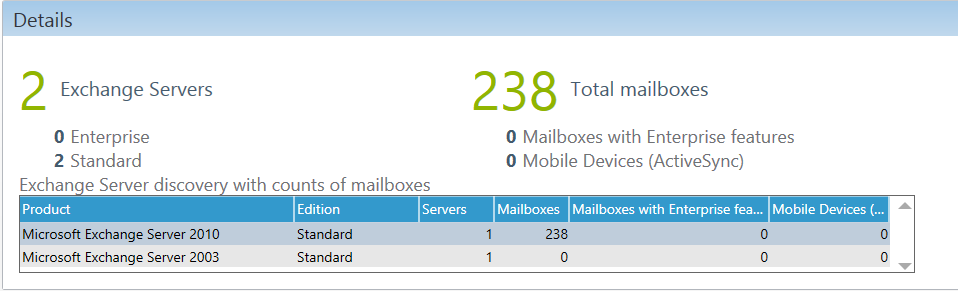 Details
2 Exchange Servers
0 Enterprise
2 Standard
238 Total mailboxes
0 Mailboxes with Enterprise features
0 Mobile Devices (ActiveSync)
Exchange Server discovery with counts of mailboxes
Product Edition Servers Mailboxes Mailboxes with Enterprise fea... Mobile Devices (...
Microsoft Exchange Server 2010 Standard 1 238 0 0
Microsoft Exchange Server 2003 Standard 1 0 0 0